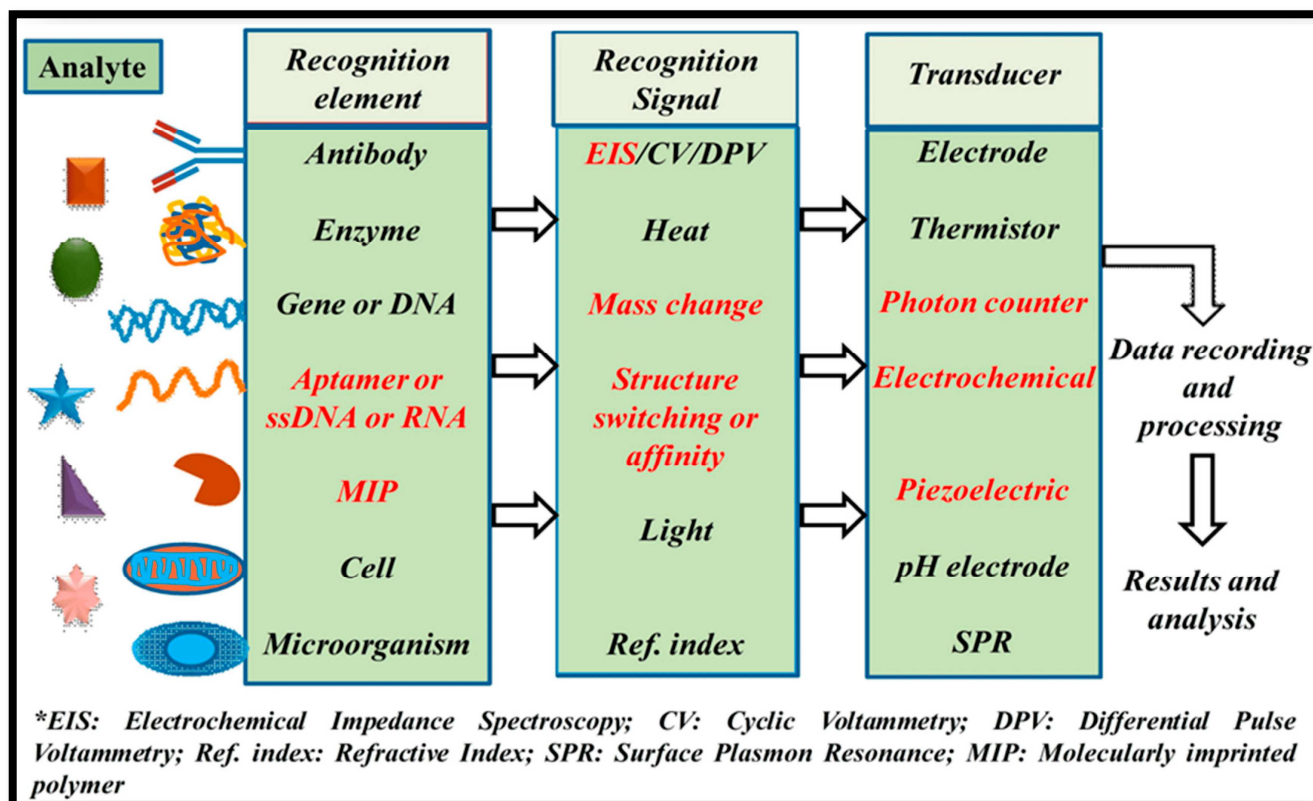 Analyte
Recognition
element
Antibody
Enzyme
Gene or DNA
Aptamer or
ssDNA or RNA
MIP
Cell
Microorganism
Recognition
Signal
EIS/CV/DPV
Heat
Mass change
Structure
switching or
affinity
Light
Ref. index
Transducer
Electrode
Thermistor
Photon counter
Electrochemical
Piezoelectric
pH electrode
SPR
Data recording
and
processing
Results and
analysis
*EIS: Electrochemical Impedance Spectroscopy; CV: Cyclic Voltammetry; DPV: Differential Pulse
Voltammetry; Ref. index: Refractive Index; SPR: Surface Plasmon Resonance; MIP: Molecularly imprinted
polymer